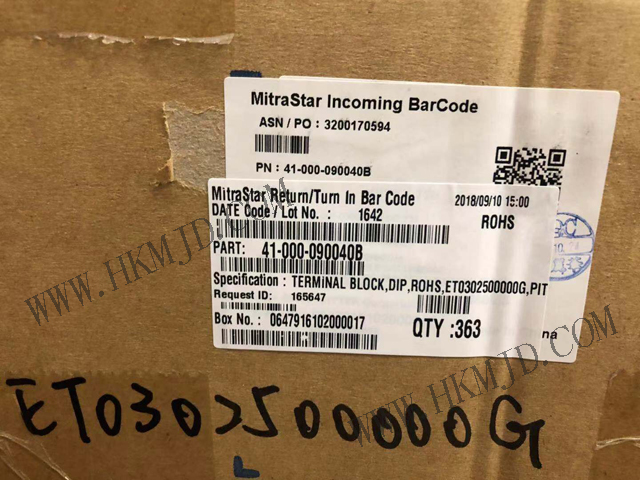 MitraStar Incoming BarCode
ASN / PO : 3200170594
PN : 41-000-090040B
MitraStar Return/Turn In Bar Code
2018/09/10 15:00
DATE Code / Lot No. : 1642
ROHS
PART: 41-000-090040B
Specification : TERMINAL BLOCK,DIP,ROHS,ET0302500000G,PIT
Request ID: 165647
Box No. : 0647916102000017
QTY :363
na
ET0302500000G
WWW.HKMJD.COM
WWW.HKMJD.COM